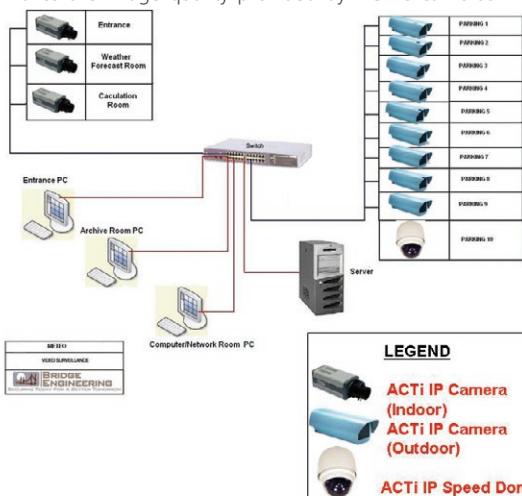 Entrance
Weather
Forecast Room
Caculation
Room
Switch
PARKING 1
PARKING 2
PARKING 3
PARKING 4
PARKING 5
PARKING 6
PARKING 7
PARKING 8
PARKING 9
PARKING 10
Entrance PC
Archive Room PC
Computer/Network Room PC
Server
VIDEO SURVEILLANCE
BRIDGE
ENGINEERING
LEGEND
ACTi IP Camera
(Indoor)
ACTi IP Camera
(Outdoor)
ACTi IP Speed Dom